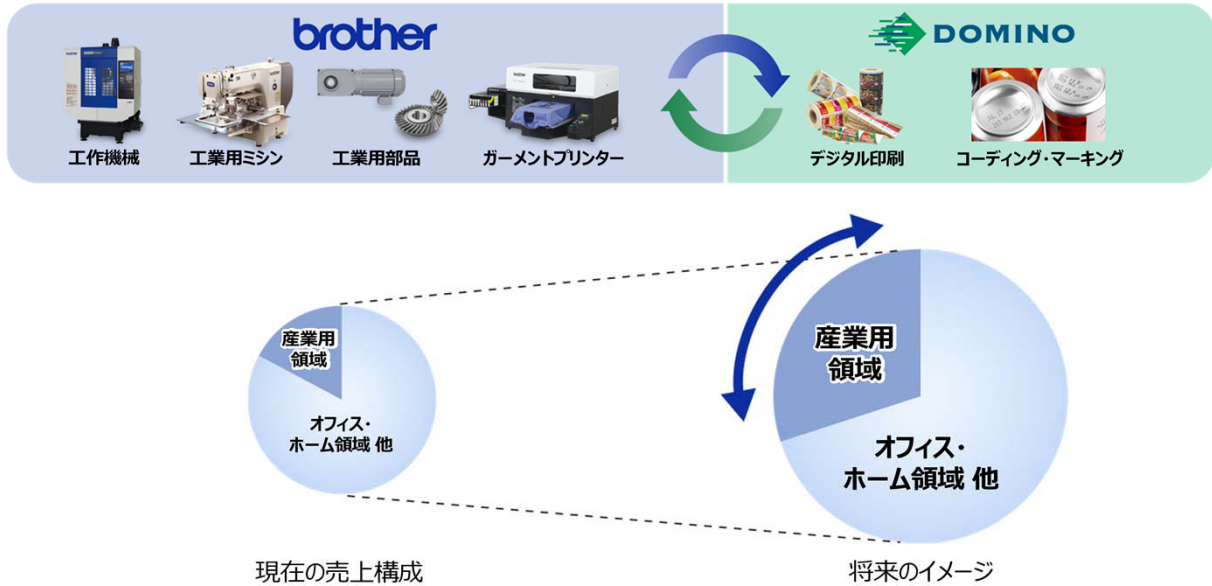 brother
DOMINO
工作機械
工業用ミシン
工業用部品
ガーメントプリンター
デジタル印刷
コーディング・マーキング
産業用
領域
オフィス・
ホーム領域 他
産業用
領域
オフィス・
ホーム領域 他
現在の売上構成
将来のイメージ